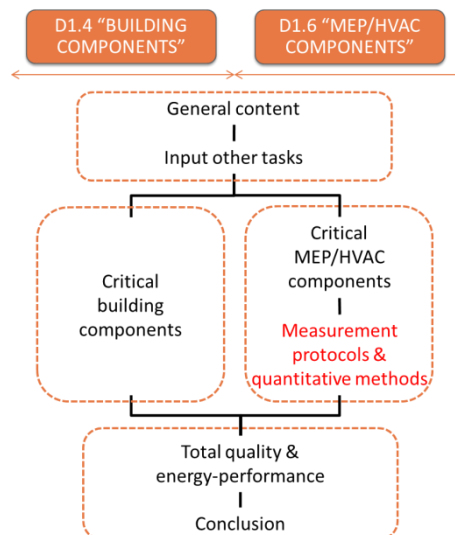 D1.4 “BUILDING
COMPONENTS”
D1.6 “MEP/HVAC
COMPONENTS”
General content
Input other tasks
Critical
building
components
Critical
MEP/HVAC
components
Measurement
protocols &
quantitative methods
Total quality &
energy-performance
Conclusion